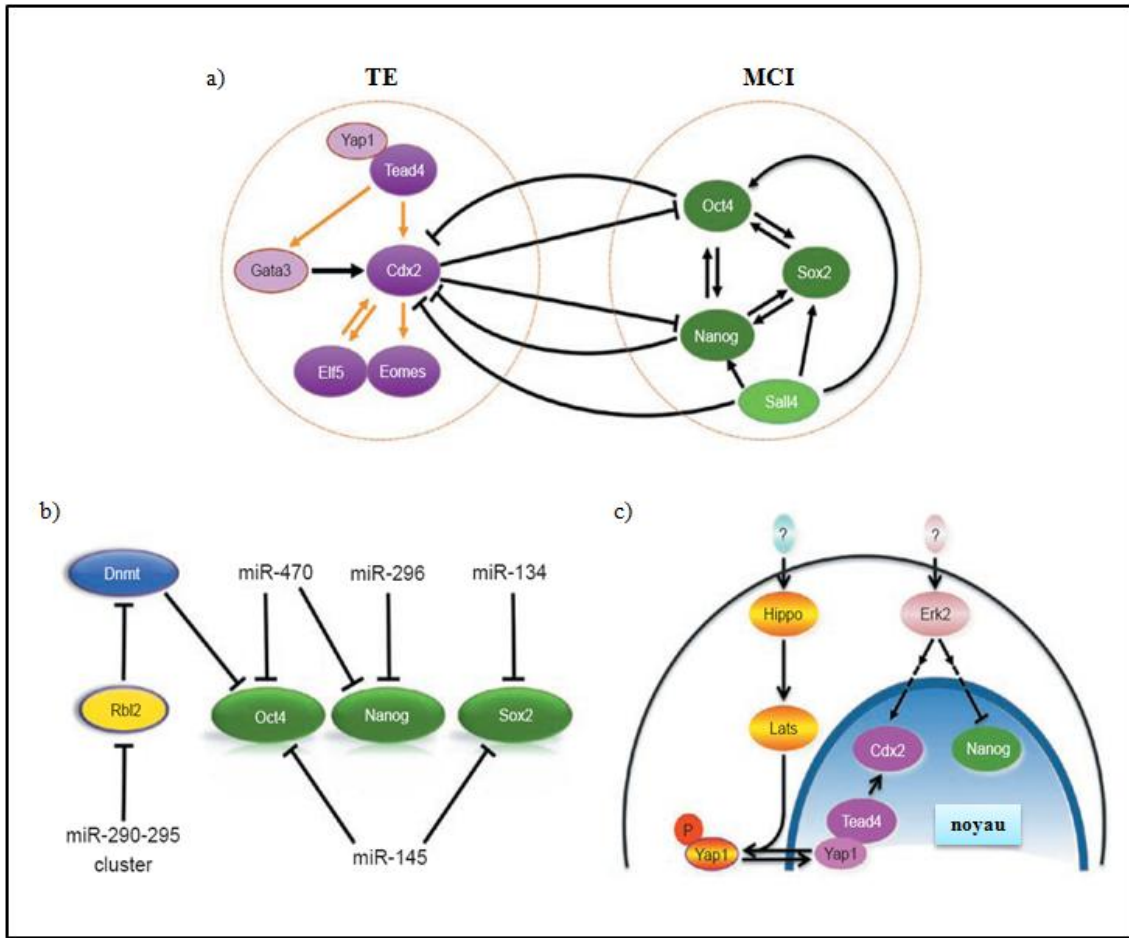 a)
TE
MCI
Yap1
Tead4
Oct4
Gata3
Cdx2
Sox2
Nanog
Elf5
Eomes
Sall4
b)
Dnmt
miR-470
miR-296
miR-134
Rbl2
Oct4
Nanog
Sox2
miR-290-295
cluster
miR-145
c)
?
?
Hippo
Erk2
Lats
Cdx2
Nanog
Tead4
noyau
P
Yap1
Yap1